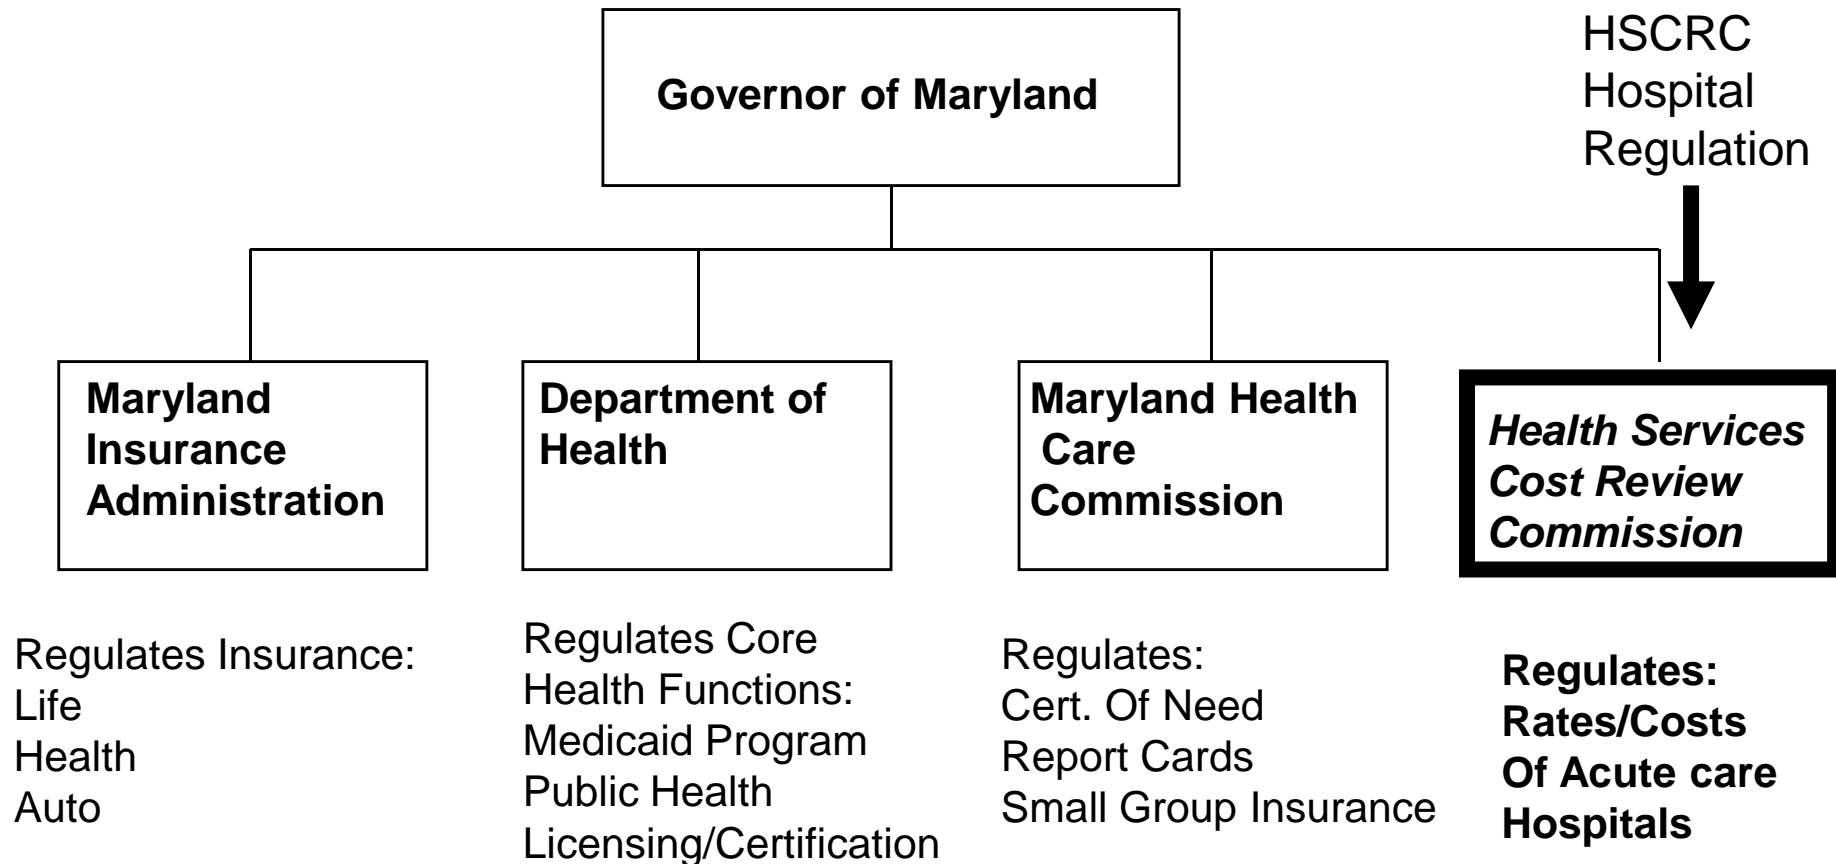 Governor of Maryland
HSCRC
Hospital
Regulation
Maryland
Insurance
Administration
Department of
Health
Maryland Health
Care
Commission
Health Services
Cost Review
Commission
Regulates Insurance:
Life
Health
Auto
Regulates Core
Health Functions:
Medicaid Program
Public Health
Licensing/Certification
Regulates:
Cert. Of Need
Report Cards
Small Group Insurance
Regulates:
Rates/Costs
Of Acute care
Hospitals